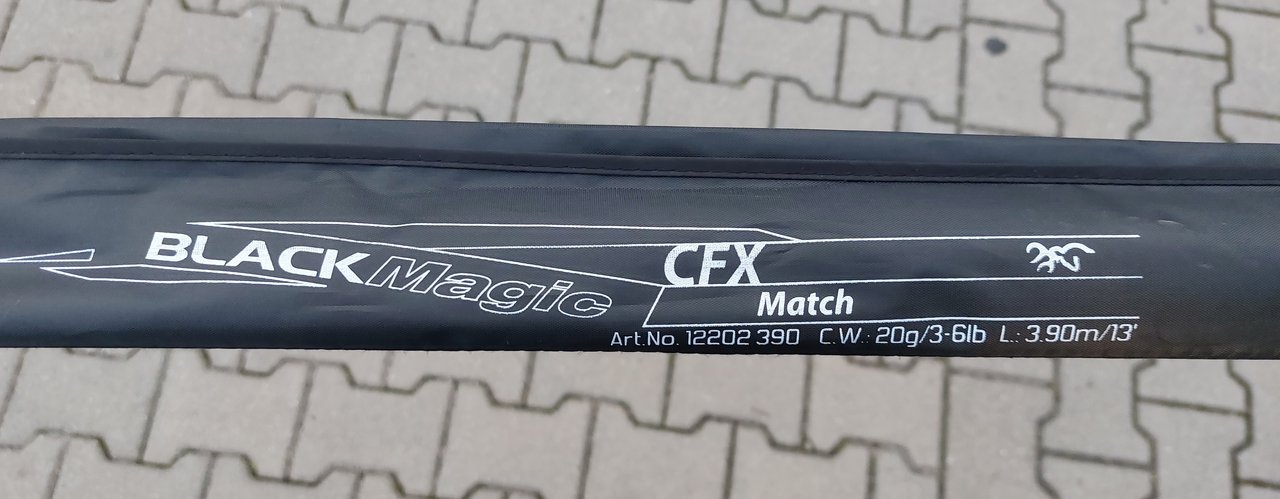 BLACK Magic CFX
Match
Art.No. 12202 390 C.W.: 20g/3-6lb L.: 3.90m/13'